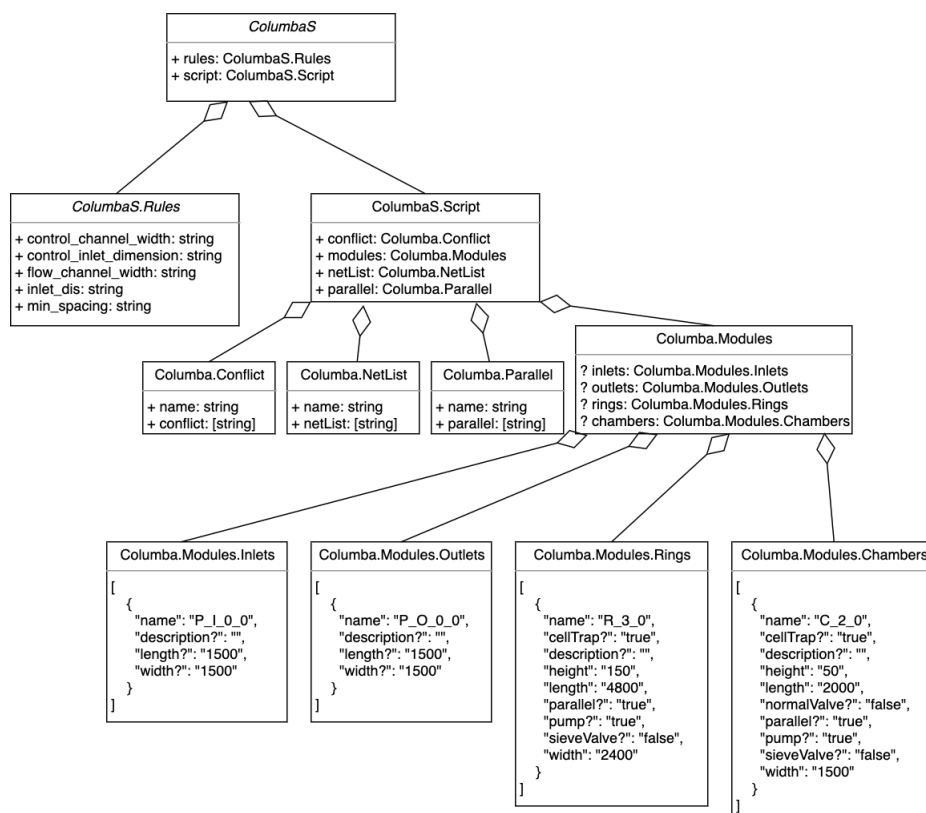 ColumbaS
+ rules: ColumbaS.Rules
+ script: ColumbaS.Script
ColumbaS.Rules
+ control_channel_width: string
+ control_inlet_dimension: string
+ flow_channel_width: string
+ inlet_dis: string
+ min_spacing: string
ColumbaS.Script
+ conflict: Columba.Conflict
+ modules: Columba.Modules
+ netList: Columba.NetList
+ parallel: Columba.Parallel
Columba.Conflict
+ name: string
+ conflict: [string]
Columba.NetList
+ name: string
+ netList: [string]
Columba.Parallel
+ name: string
+ parallel: [string]
Columba.Modules
? inlets: Columba.Modules.Inlets
? outlets: Columba.Modules.Outlets
? rings: Columba.Modules.Rings
? chambers: Columba.Modules.Chambers
Columba.Modules.Inlets
[
{
"name": "P_I_0_0",
"description?": "",
"length?": "1500",
"width?": "1500"
}
]
Columba.Modules.Outlets
[
{
"name": "P_O_0_0",
"description?": "",
"length?": "1500",
"width?": "1500"
}
]
Columba.Modules.Rings
[
{
"name": "R_3_0",
"cellTrap?": "true",
"description?": "",
"height": "150",
"length": "4800",
"parallel?": "true",
"pump?": "true",
"sieveValve?": "false",
"width": "2400"
}
]
Columba.Modules.Chambers
[
{
"name": "C_2_0",
"cellTrap?": "true",
"description?": "",
"height": "50",
"length": "2000",
"normalValve?": "false",
"parallel?": "true",
"pump?": "true",
"sieveValve?": "false",
"width": "1500"
}
]